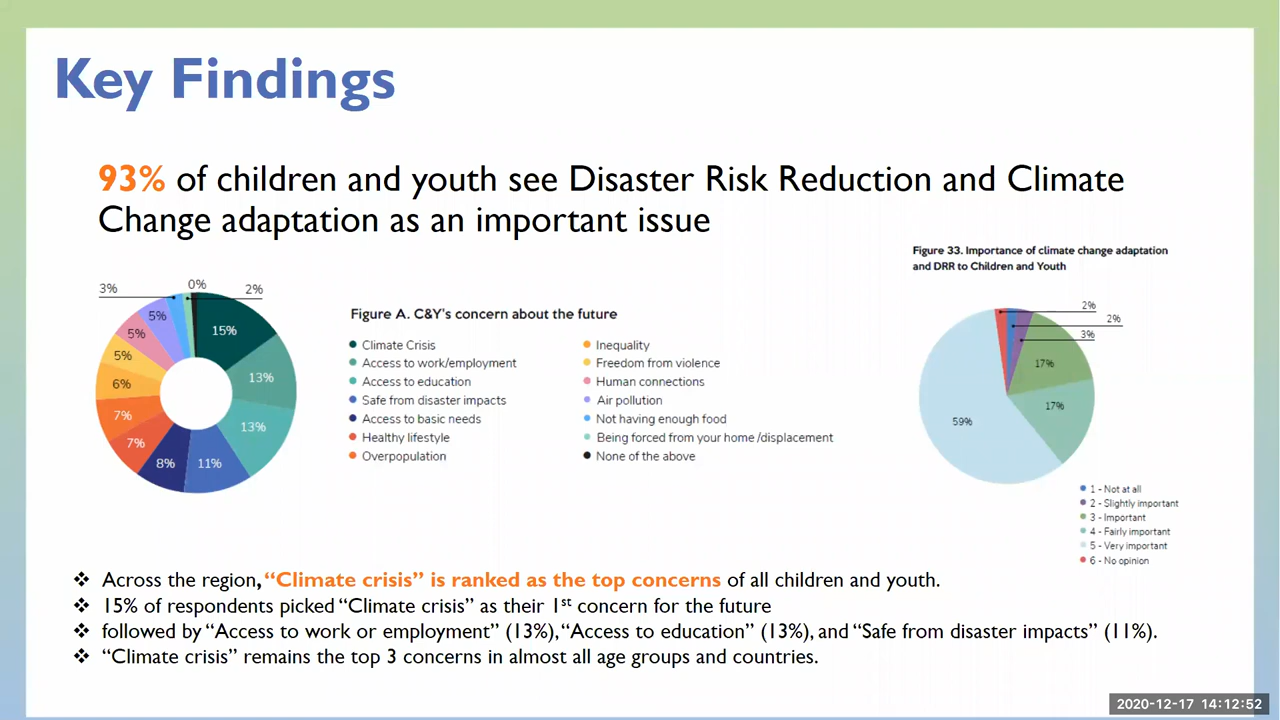 Key Findings
93% of children and youth see Disaster Risk Reduction and Climate
Change adaptation as an important issue
Figure 33. Importance of climate change adaptation
and DRR to Children and Youth
3%
0%
2%
15%
13%
13%
11%
8%
7%
7%
6%
5%
5%
5%
Figure A. C&Y's concern about the future
Climate Crisis
Access to work/employment
Access to education
Safe from disaster impacts
Access to basic needs
Healthy lifestyle
Overpopulation
Inequality
Freedom from violence
Human connections
Air pollution
Not having enough food
Being forced from your home /displacement
None of the above
2%
2%
3%
17%
17%
59%
1 - Not at all
2 - Slightly important
3 - Important
4 - Fairly important
5 - Very important
6 - No opinion
❖ Across the region, “Climate crisis” is ranked as the top concerns of all children and youth.
❖ 15% of respondents picked “Climate crisis” as their 1st concern for the future
❖ followed by “Access to work or employment” (13%), “Access to education” (13%), and “Safe from disaster impacts” (11%).
❖ “Climate crisis” remains the top 3 concerns in almost all age groups and countries.
2020-12-17 14:12:52